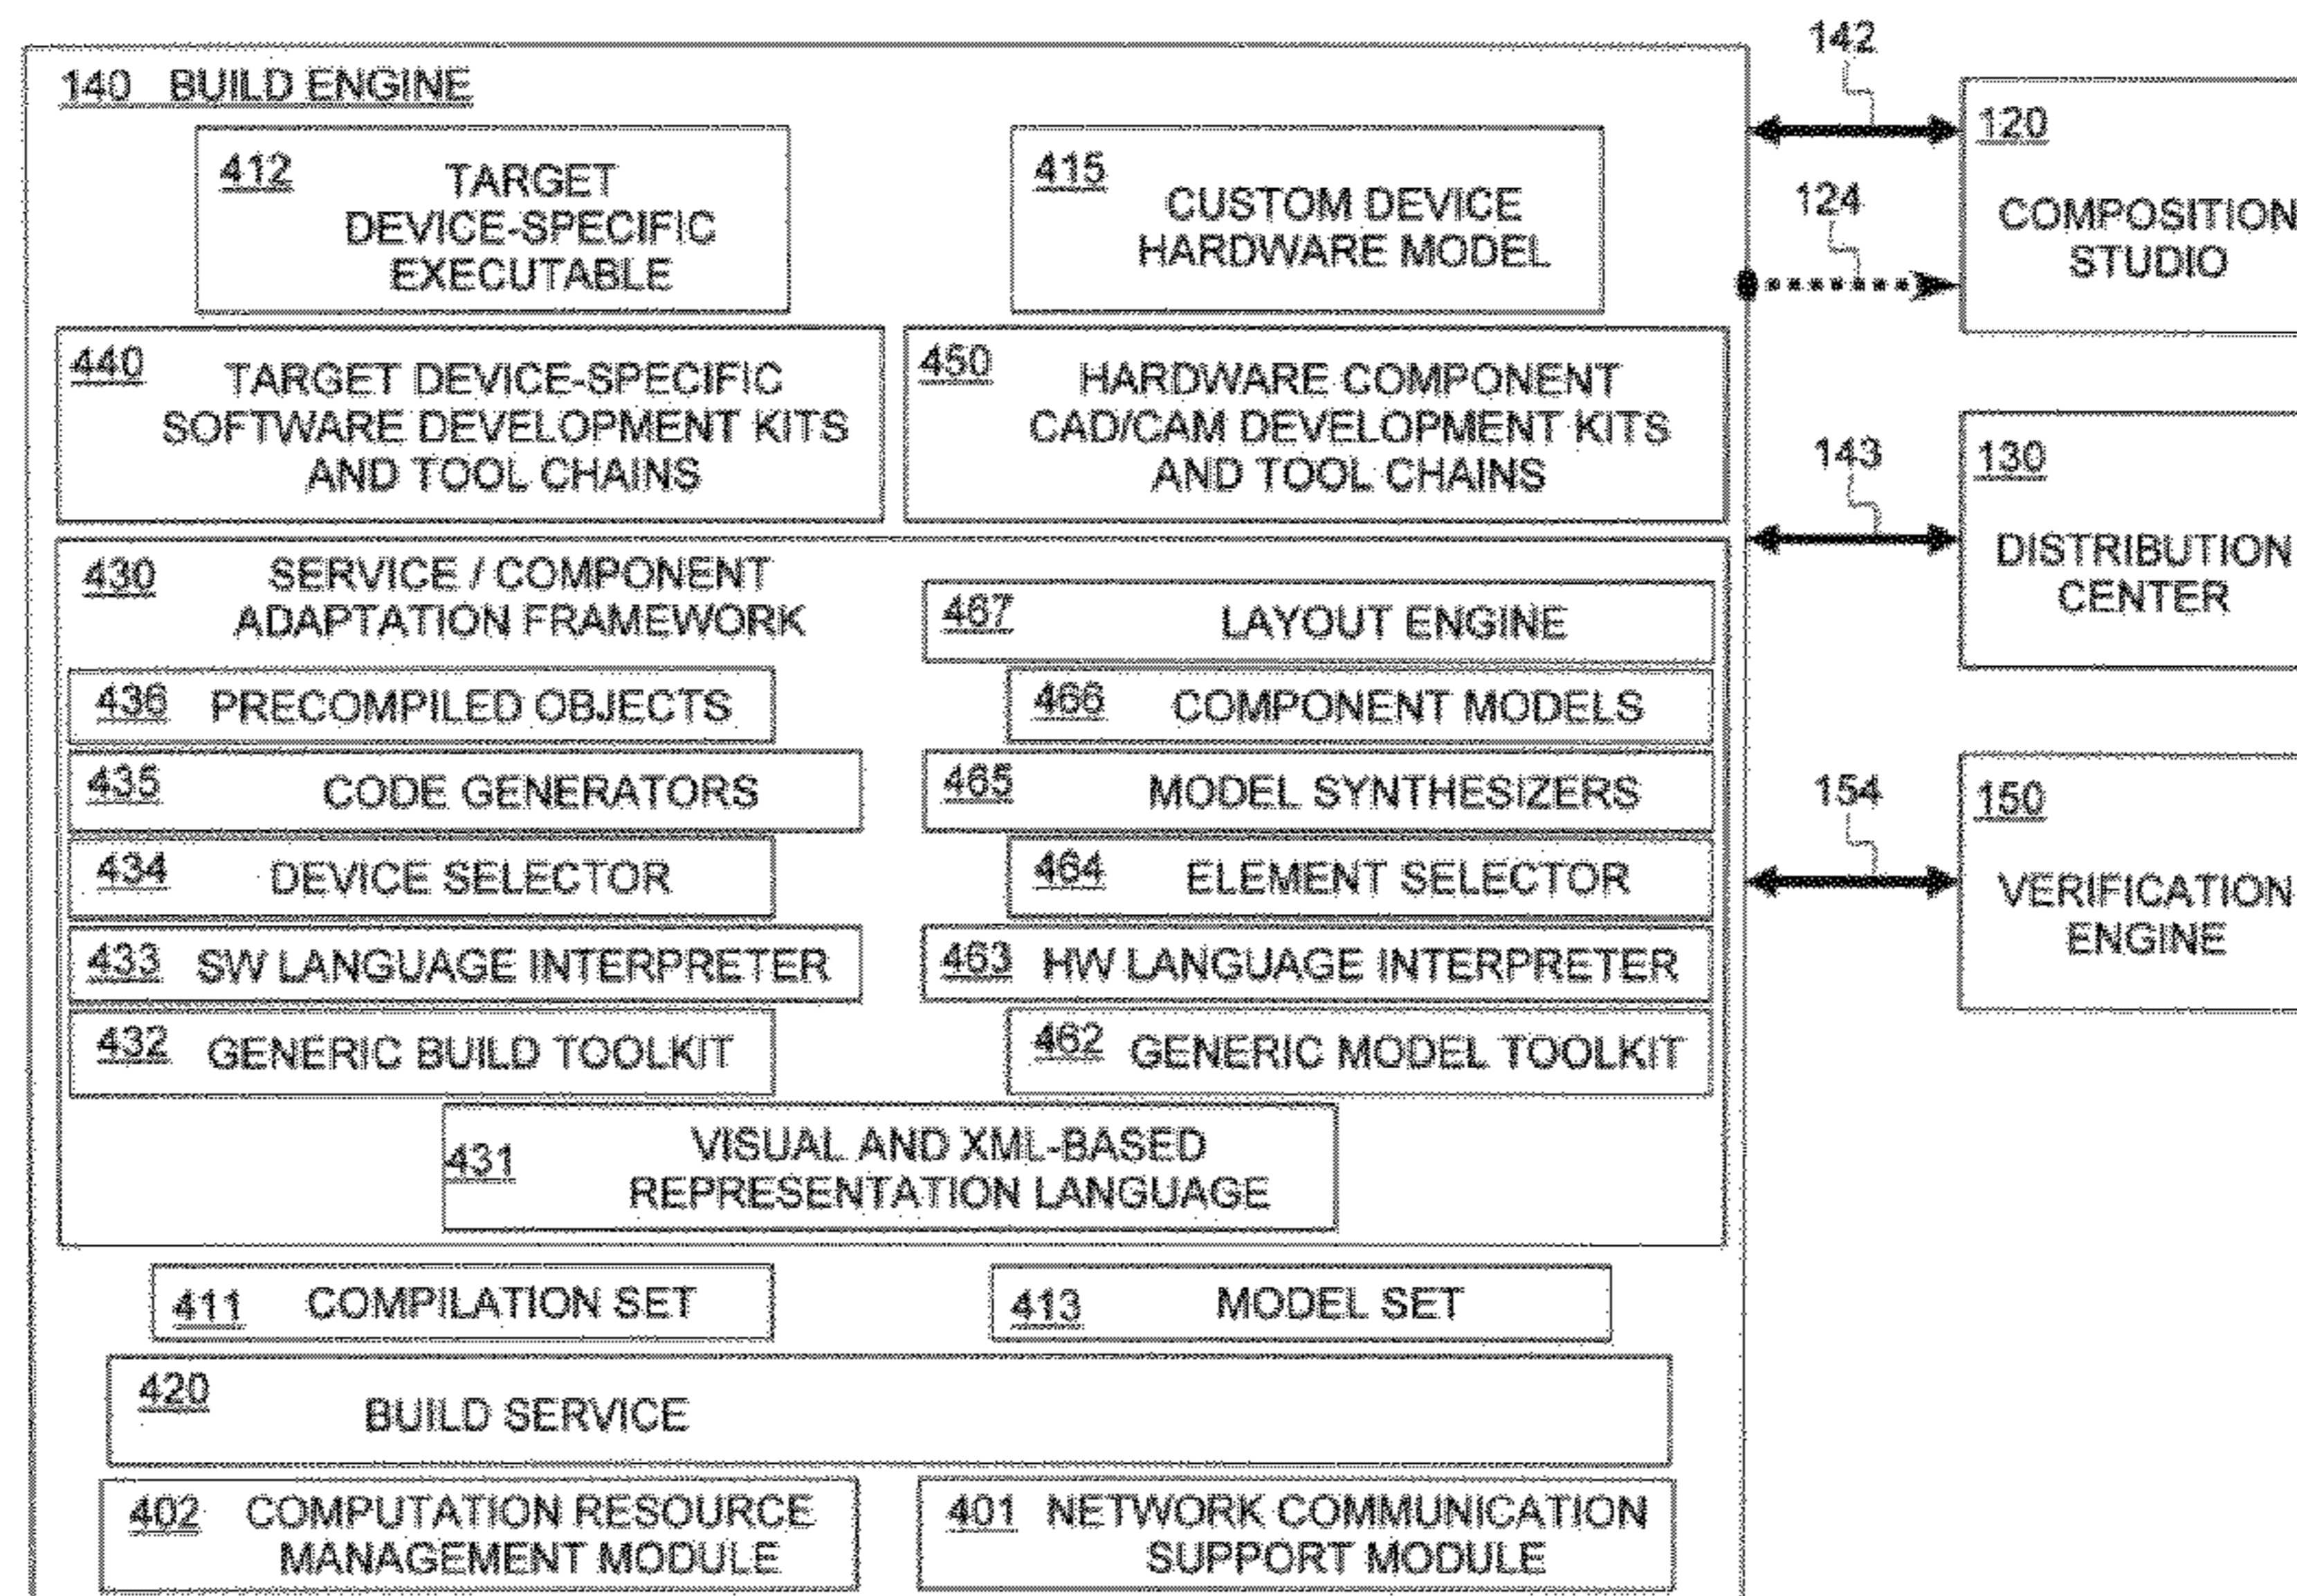 140 BUILD ENGINE
412 TARGET
DEVICE-SPECIFIC
EXECUTABLE
415 CUSTOM DEVICE
HARDWARE MODEL
440 TARGET DEVICE-SPECIFIC
SOFTWARE DEVELOPMENT KITS
AND TOOL CHAINS
450 HARDWARE COMPONENT
CAD/CAM DEVELOPMENT KITS
AND TOOL CHAINS
430 SERVICE / COMPONENT
ADAPTATION FRAMEWORK
467 LAYOUT ENGINE
436 PRECOMPILED OBJECTS
466 COMPONENT MODELS
435 CODE GENERATORS
465 MODEL SYNTHESIZERS
434 DEVICE SELECTOR
464 ELEMENT SELECTOR
433 SW LANGUAGE INTERPRETER
463 HW LANGUAGE INTERPRETER
432 GENERIC BUILD TOOLKIT
462 GENERIC MODEL TOOLKIT
431 VISUAL AND XML-BASED
REPRESENTATION LANGUAGE
411 COMPILATION SET
413 MODEL SET
420 BUILD SERVICE
402 COMPUTATION RESOURCE
MANAGEMENT MODULE
401 NETWORK COMMUNICATION
SUPPORT MODULE
142
124
120
COMPOSITION
STUDIO
143
130
DISTRIBUTION
CENTER
154
150
VERIFICATION
ENGINE